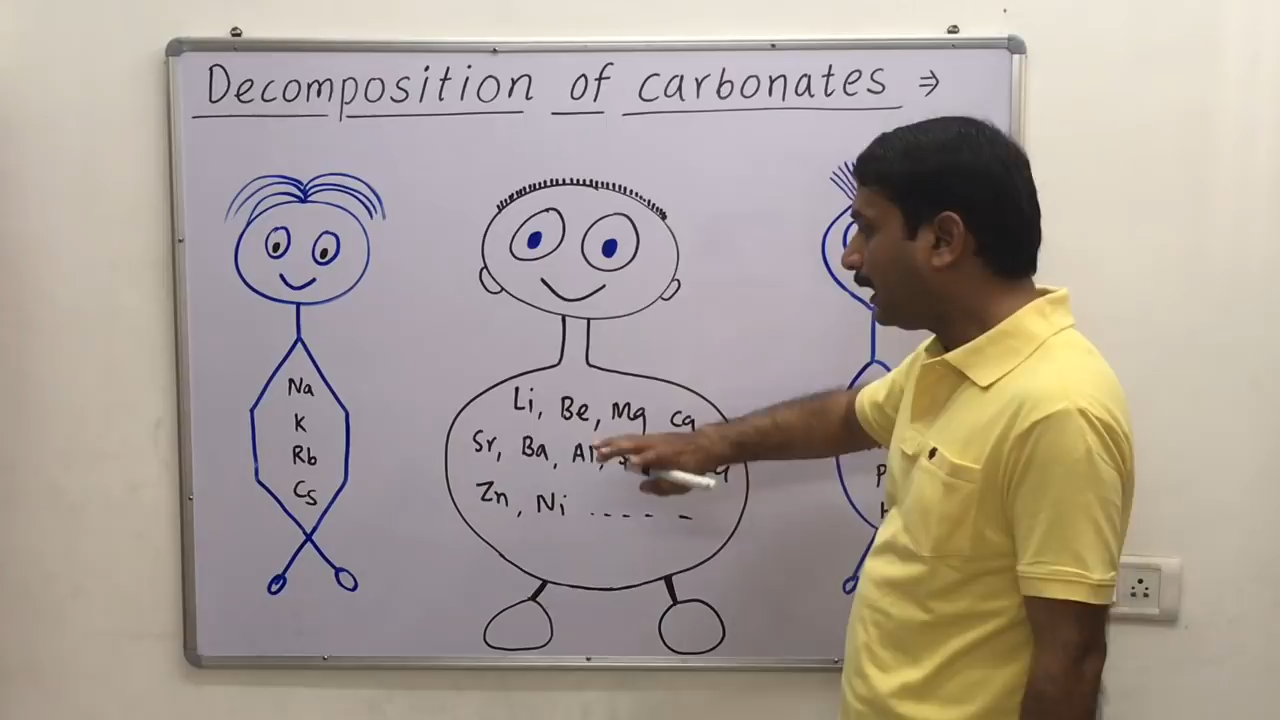 Decomposition of carbonates ⇒
Na
K
Rb
Cs
Li, Be, Mg Ca
Sr, Ba, Al,
Zn, Ni ------